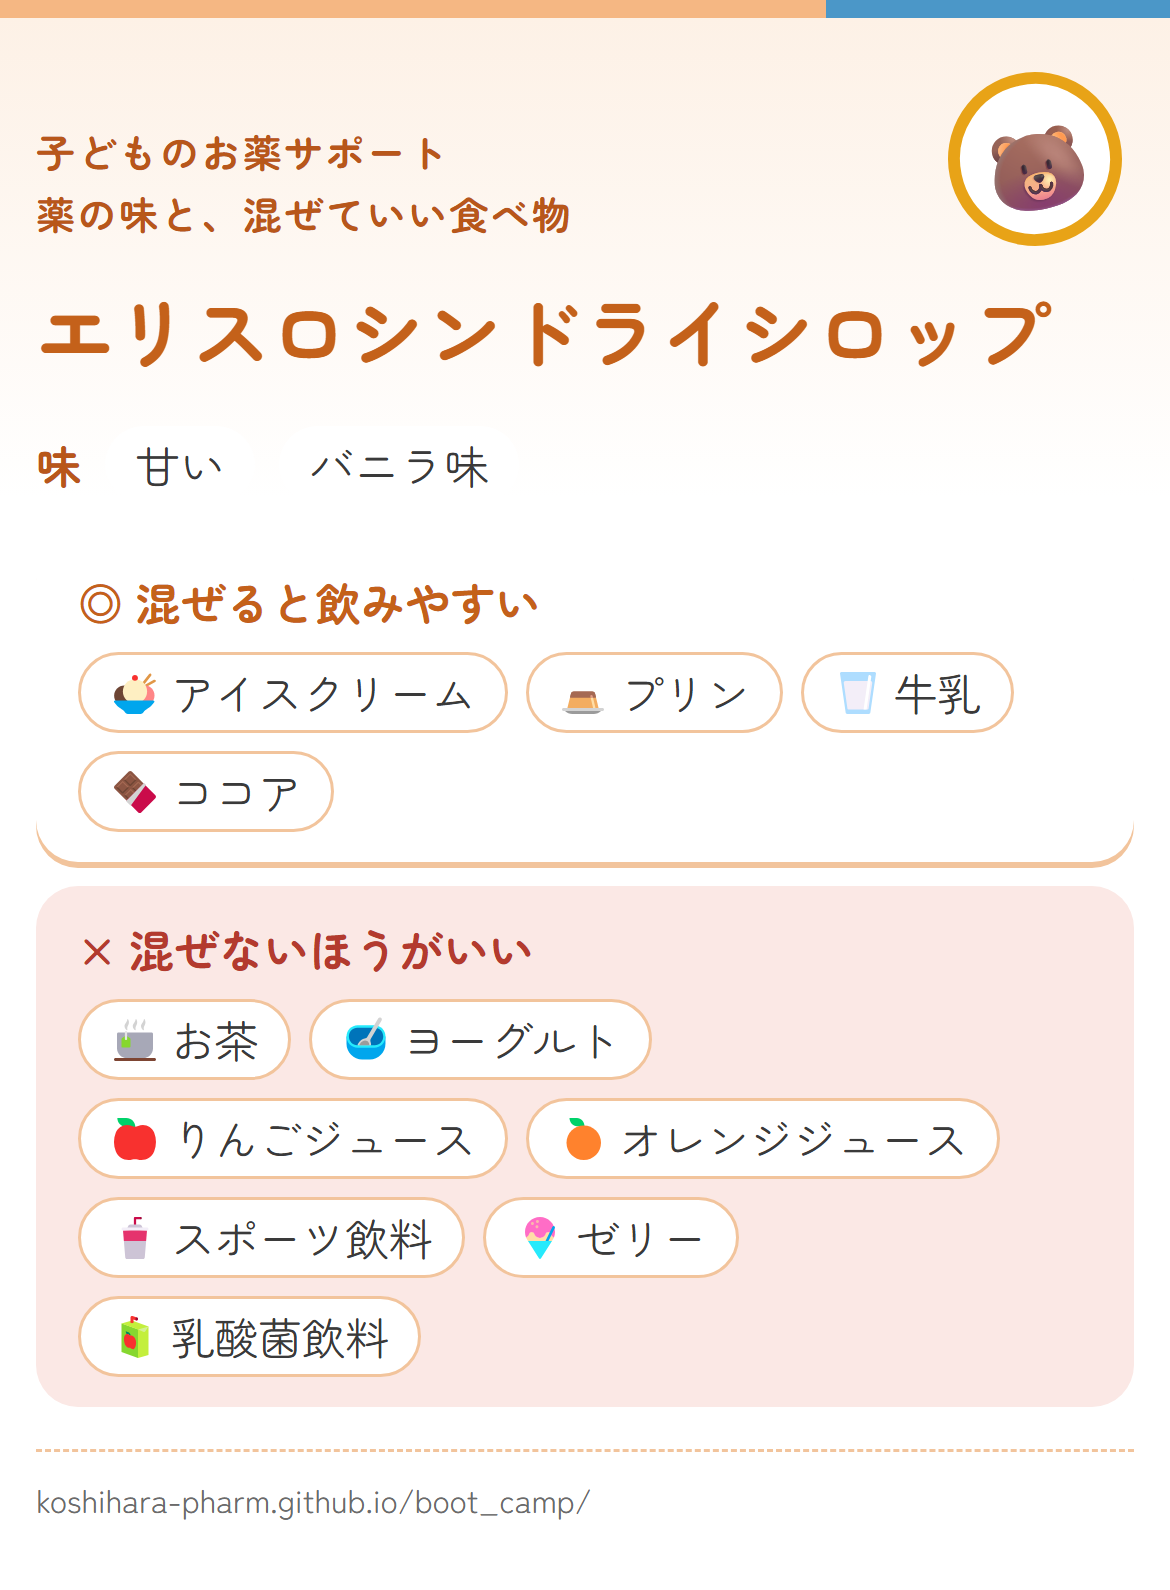 子どものお薬サポート
薬の味と、混ぜていい食べ物
エリスロシンドライシロップ
味 甘い バニラ味
◎ 混ぜると飲みやすい
アイスクリーム プリン 牛乳
ココア
× 混ぜないほうがいい
お茶 ヨーグルト
りんごジュース オレンジジュース
スポーツ飲料 ゼリー
乳酸菌飲料
koshihara-pharm.github.io/boot_camp/